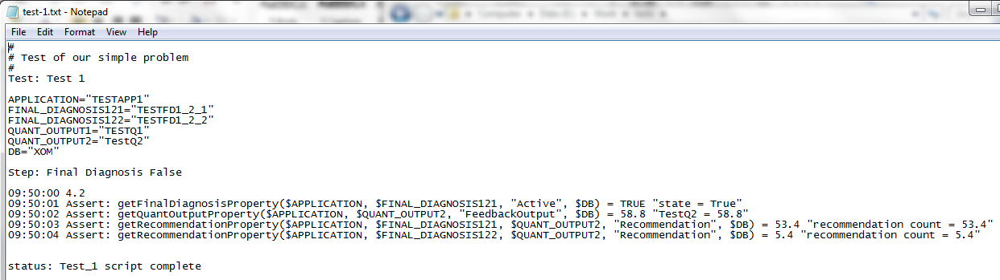 test-1.txt - Notepad
File Edit Format View Help
#
# Test of our simple problem
#
Test: Test 1
APPLICATION="TESTAPP1"
FINAL_DIAGNOSIS121="TESTFD1_2_1"
FINAL_DIAGNOSIS122="TESTFD1_2_2"
QUANT_OUTPUT1="TESTQ1"
QUANT_OUTPUT2="TestQ2"
DB="XOM"
Step: Final Diagnosis False
09:50:00 4.2
09:50:01 Assert: getFinalDiagnosisProperty($APPLICATION, $FINAL_DIAGNOSIS121, "Active", $DB) = TRUE "state = True"
09:50:02 Assert: getQuantOutputProperty($APPLICATION, $QUANT_OUTPUT2, "FeedbackOutput", $DB) = 58.8 "TestQ2 = 58.8"
09:50:03 Assert: getRecommendationProperty($APPLICATION, $FINAL_DIAGNOSIS121, $QUANT_OUTPUT2, "Recommendation", $DB) = 53.4 "recommendation count = 53.4"
09:50:04 Assert: getRecommendationProperty($APPLICATION, $FINAL_DIAGNOSIS122, $QUANT_OUTPUT2, "Recommendation", $DB) = 5.4 "recommendation count = 5.4"
status: Test_1 script complete